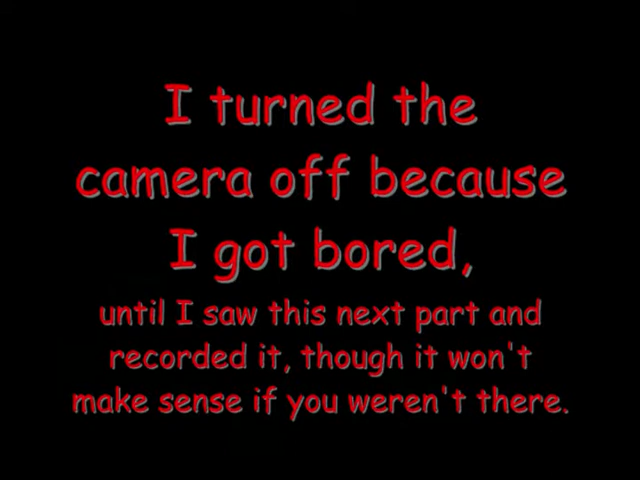 I turned the
camera off because
I got bored,
until I saw this next part and
recorded it, though it won't
make sense if you weren't there.